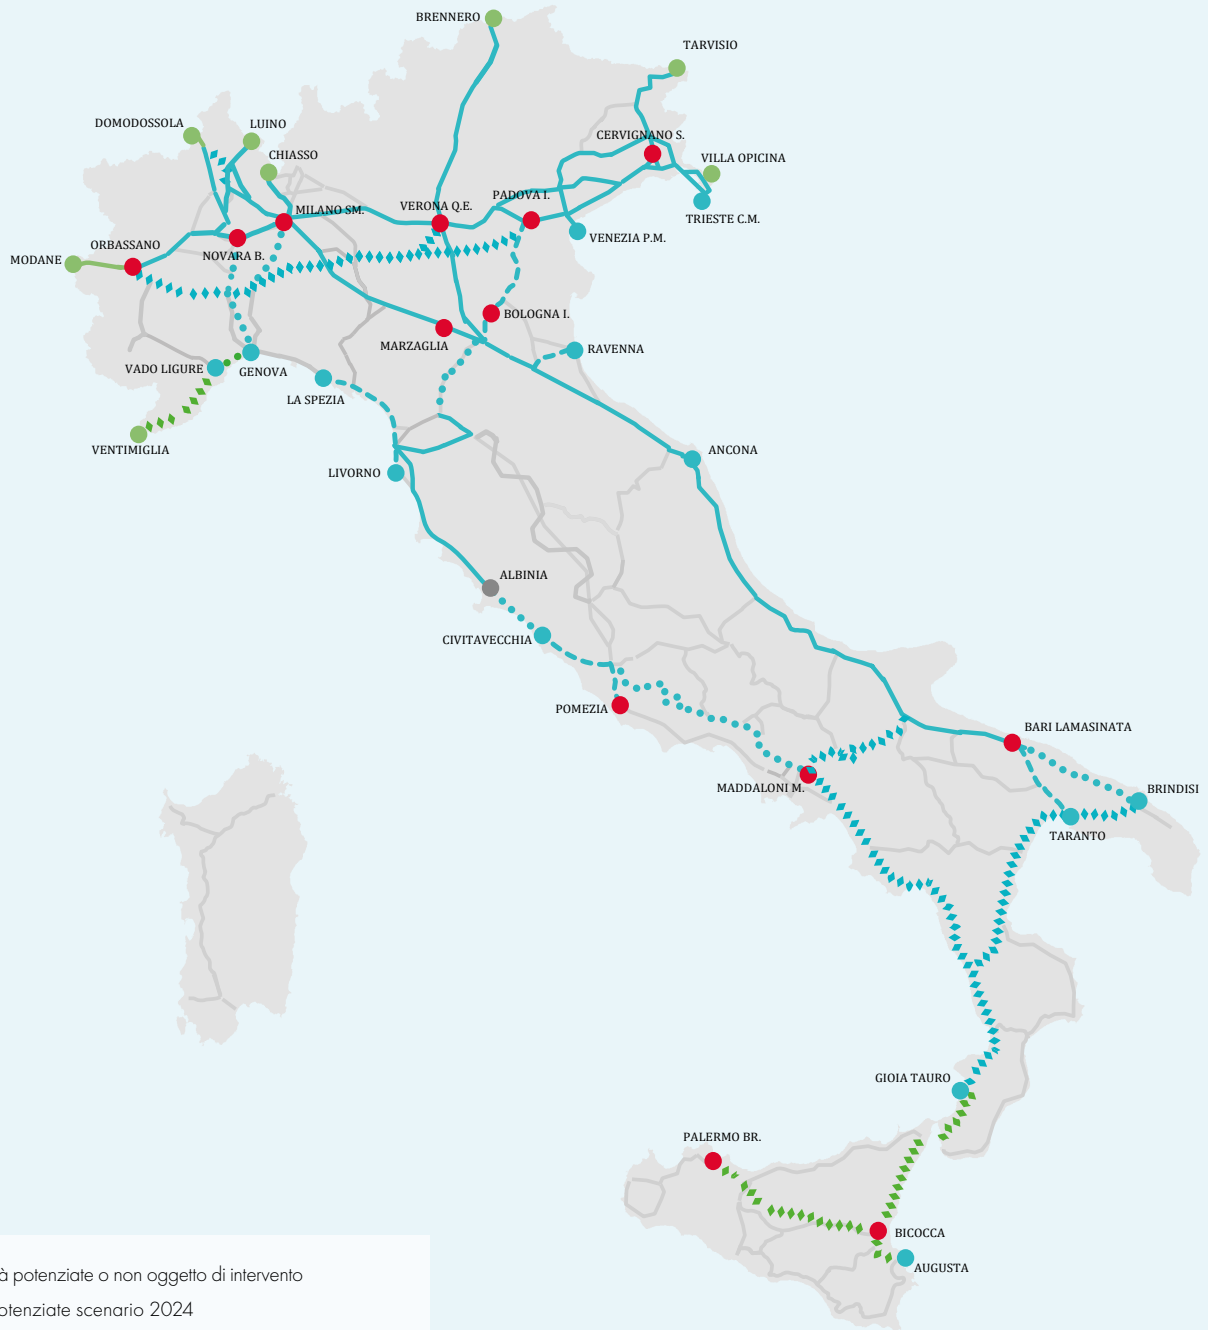 BRENNERO
TARVISIO
DOMODOSSOLA
LUINO
CHIASSO
CERVIGNANO S.
VILLA OPICINA
PADOVA I.
MILANO SM.
VERONA Q.E.
TRIESTE C.M.
VENEZIA P.M.
ORBASSANO
MODANE
NOVARA B.
BOLOGNA I.
MARZAGLIA
RAVENNA
VADO LIGURE
GENOVA
LA SPEZIA
VENTIMIGLIA
ANCONA
LIVORNO
ALBINIA
CIVITAVECCHIA
POMEZIA
BARI LAMASINATA
MADDALONI M.
BRINDISI
TARANTO
GIOIA TAURO
PALERMO BR.
BICOCCA
AUGUSTA
à potenziate o non oggetto di intervento
otenziate scenario 2024